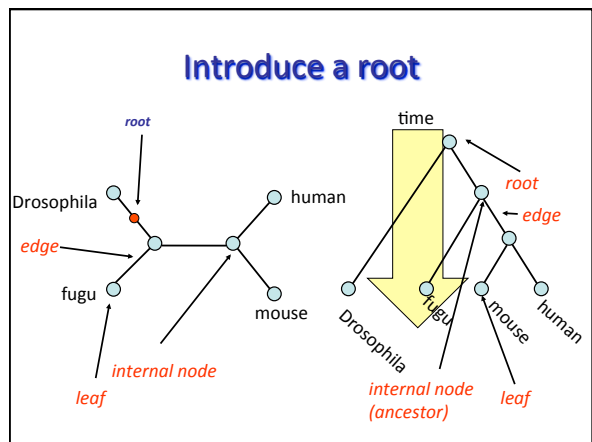 Introduce a root
root
Drosophila
human
edge
fugu
mouse
internal node
leaf
time
root
edge
Drosophila
fugu
mouse
human
internal node
(ancestor)
leaf